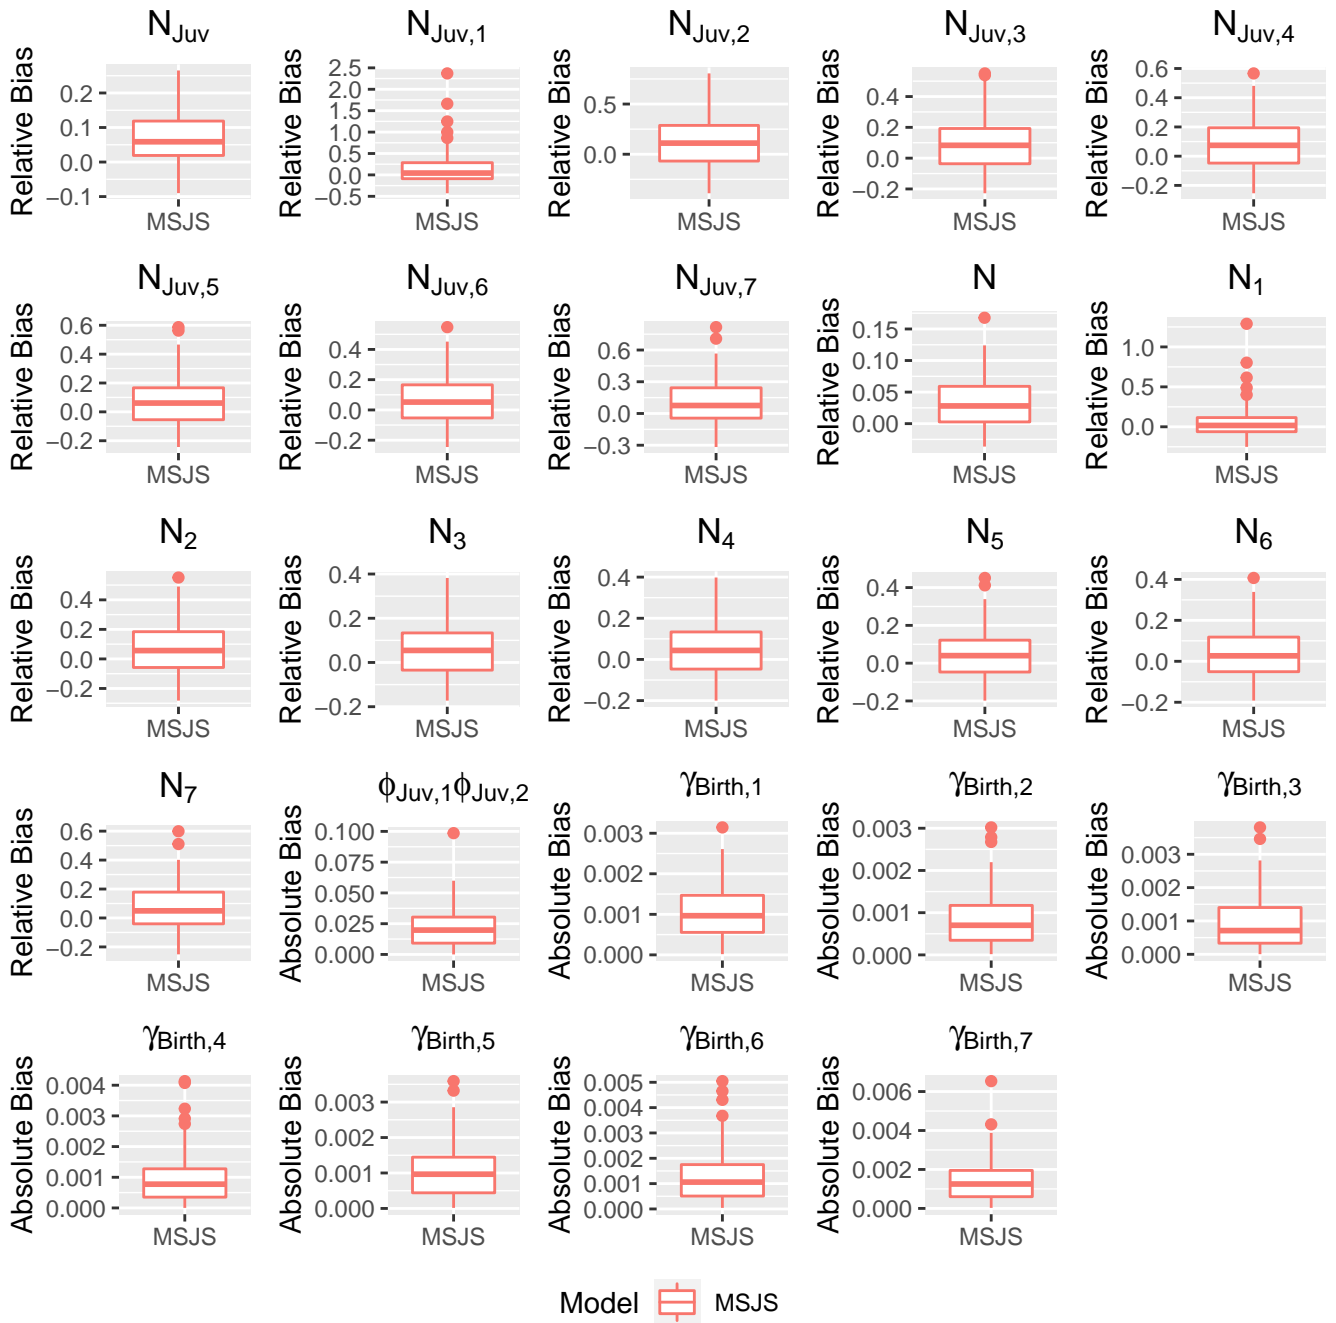 N_Juv N_Juv,1 N_Juv,2 N_Juv,3 N_Juv,4
Relative Bias 0.2 0.1 0.0 −0.1 MSJS
Relative Bias 2.5 2.0 1.5 1.0 0.5 0.0 −0.5 MSJS
Relative Bias 0.5 0.0 MSJS
Relative Bias 0.4 0.2 0.0 −0.2 MSJS
Relative Bias 0.6 0.4 0.2 0.0 −0.2 MSJS
N_Juv,5 N_Juv,6 N_Juv,7 N N_1
Relative Bias 0.6 0.4 0.2 0.0 −0.2 MSJS
Relative Bias 0.4 0.2 0.0 −0.2 MSJS
Relative Bias 0.6 0.3 0.0 −0.3 MSJS
Relative Bias 0.15 0.10 0.05 0.00 MSJS
Relative Bias 1.0 0.5 0.0 MSJS
N_2 N_3 N_4 N_5 N_6
Relative Bias 0.4 0.2 0.0 −0.2 MSJS
Relative Bias 0.4 0.2 0.0 −0.2 MSJS
Relative Bias 0.4 0.2 0.0 −0.2 MSJS
Relative Bias 0.4 0.2 0.0 −0.2 MSJS
Relative Bias 0.4 0.2 0.0 −0.2 MSJS
N_7 ϕ_Juv,1 ϕ_Juv,2 γ_Birth,1 γ_Birth,2 γ_Birth,3
Relative Bias 0.6 0.4 0.2 0.0 −0.2 MSJS
Absolute Bias 0.100 0.075 0.050 0.025 0.000 MSJS
Absolute Bias 0.003 0.002 0.001 0.000 MSJS
Absolute Bias 0.003 0.002 0.001 0.000 MSJS
Absolute Bias 0.003 0.002 0.001 0.000 MSJS
γ_Birth,4 γ_Birth,5 γ_Birth,6 γ_Birth,7
Absolute Bias 0.004 0.003 0.002 0.001 0.000 MSJS
Absolute Bias 0.003 0.002 0.001 0.000 MSJS
Absolute Bias 0.005 0.004 0.003 0.002 0.001 0.000 MSJS
Absolute Bias 0.006 0.004 0.002 0.000 MSJS
Model MSJS